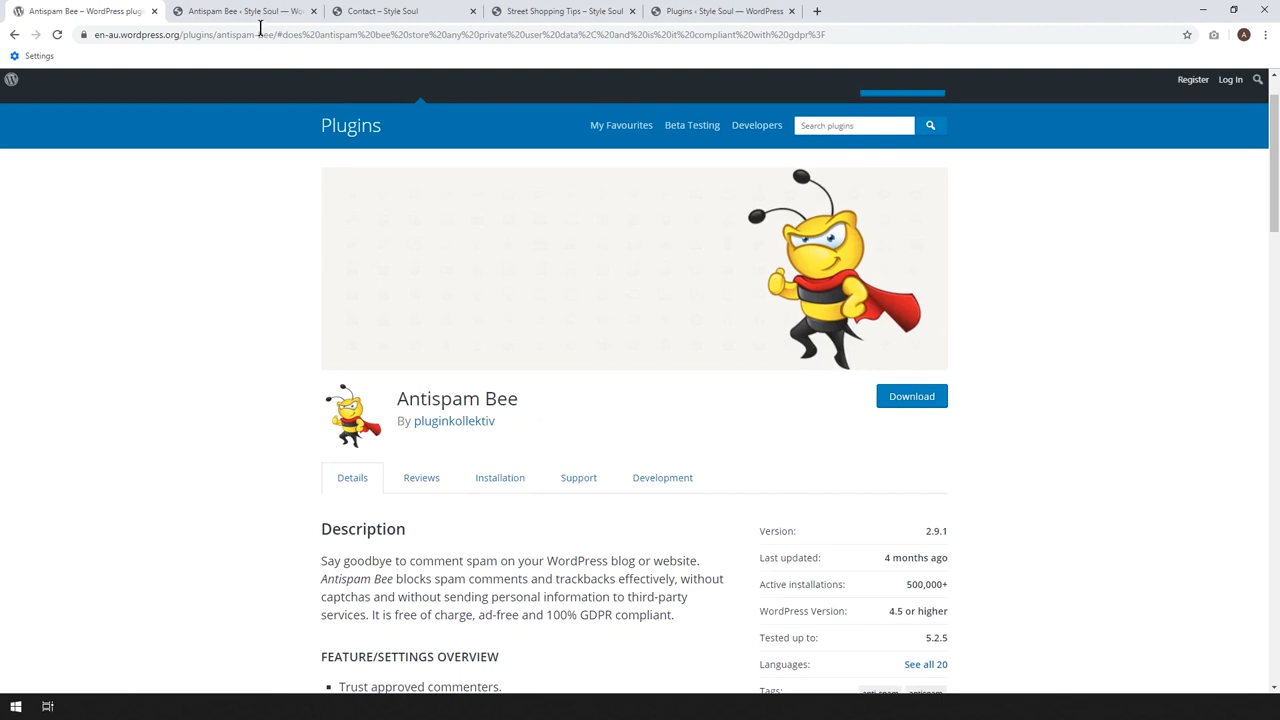 Antispam Bee – WordPress plug
Antispam Bee ‹ Style Soul — Wo
Contact – Style Soul
Street Shopping Tips – Style Soul
Plugins ‹ Style Soul — WordPress
en-au.wordpress.org/plugins/antispam-bee/#does%20antispam%20bee%20store%20any%20private%20user%20data%2C%20and%20is%20it%20compliant%20with%20gdpr%3F
A
Settings
Register
Log In
Plugins
My Favourites
Beta Testing
Developers
Search plugins
Antispam Bee
By pluginkollektiv
Download
Details
Reviews
Installation
Support
Development
Description
Say goodbye to comment spam on your WordPress blog or website.
Antispam Bee blocks spam comments and trackbacks effectively, without
captchas and without sending personal information to third-party
services. It is free of charge, ad-free and 100% GDPR compliant.
FEATURE/SETTINGS OVERVIEW
▪ Trust approved commenters.
Version: 2.9.1
Last updated: 4 months ago
Active installations: 500,000+
WordPress Version: 4.5 or higher
Tested up to: 5.2.5
Languages: See all 20
Tags: anti-spam antispam